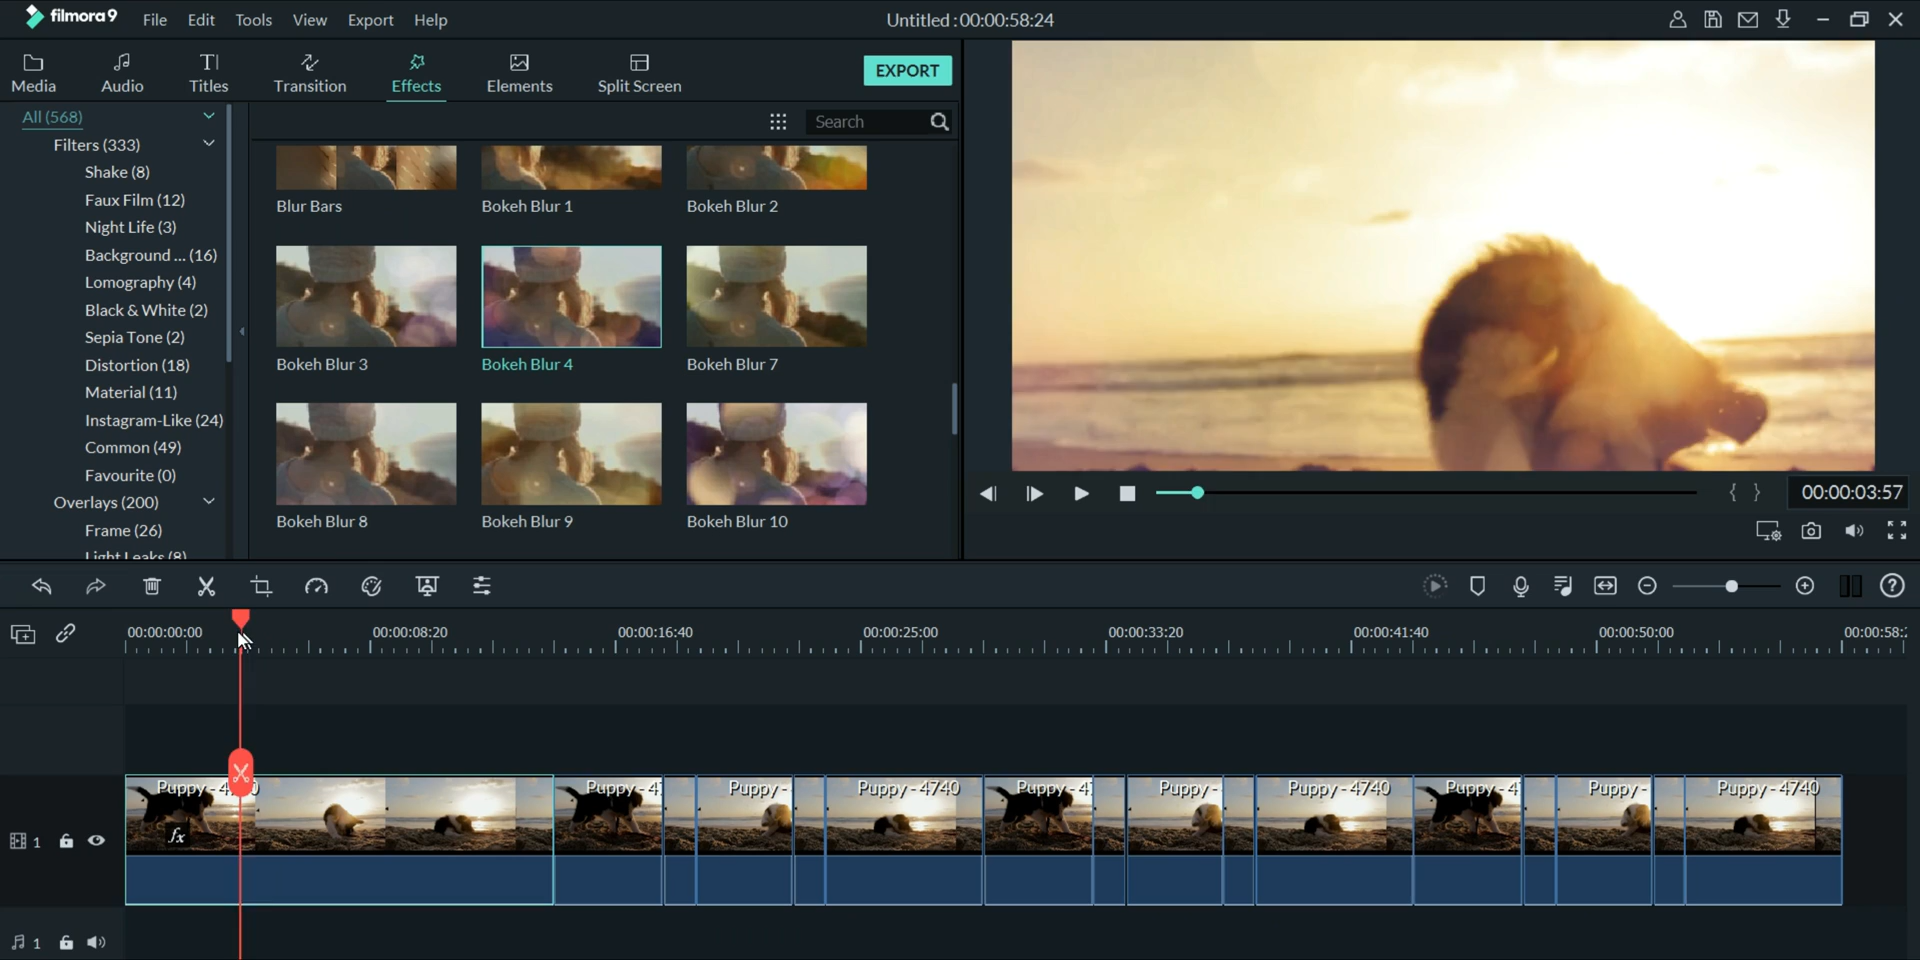 filmora9 File Edit Tools View Export Help Untitled : 00:00:58:24
Media Audio Titles Transition Effects Elements Split Screen EXPORT
All (568)
Filters (333)
Shake (8)
Faux Film (12)
Night Life (3)
Background ... (16)
Lomography (4)
Black & White (2)
Sepia Tone (2)
Distortion (18)
Material (11)
Instagram-Like (24)
Common (49)
Favourite (0)
Overlays (200)
Frame (26)
Light Leaks (8)
Search
Blur Bars Bokeh Blur 1 Bokeh Blur 2
Bokeh Blur 3 Bokeh Blur 4 Bokeh Blur 7
Bokeh Blur 8 Bokeh Blur 9 Bokeh Blur 10
{ } 00:00:03:57
00:00:00:00 00:00:08:20 00:00:16:40 00:00:25:00 00:00:33:20 00:00:41:40 00:00:50:00 00:00:58:
Puppy - 4 0 Puppy - 4 Puppy - Puppy - 4740 Puppy - 4 Puppy - Puppy - 4740 Puppy - 4 Puppy - Puppy - 4740
fx
1
1